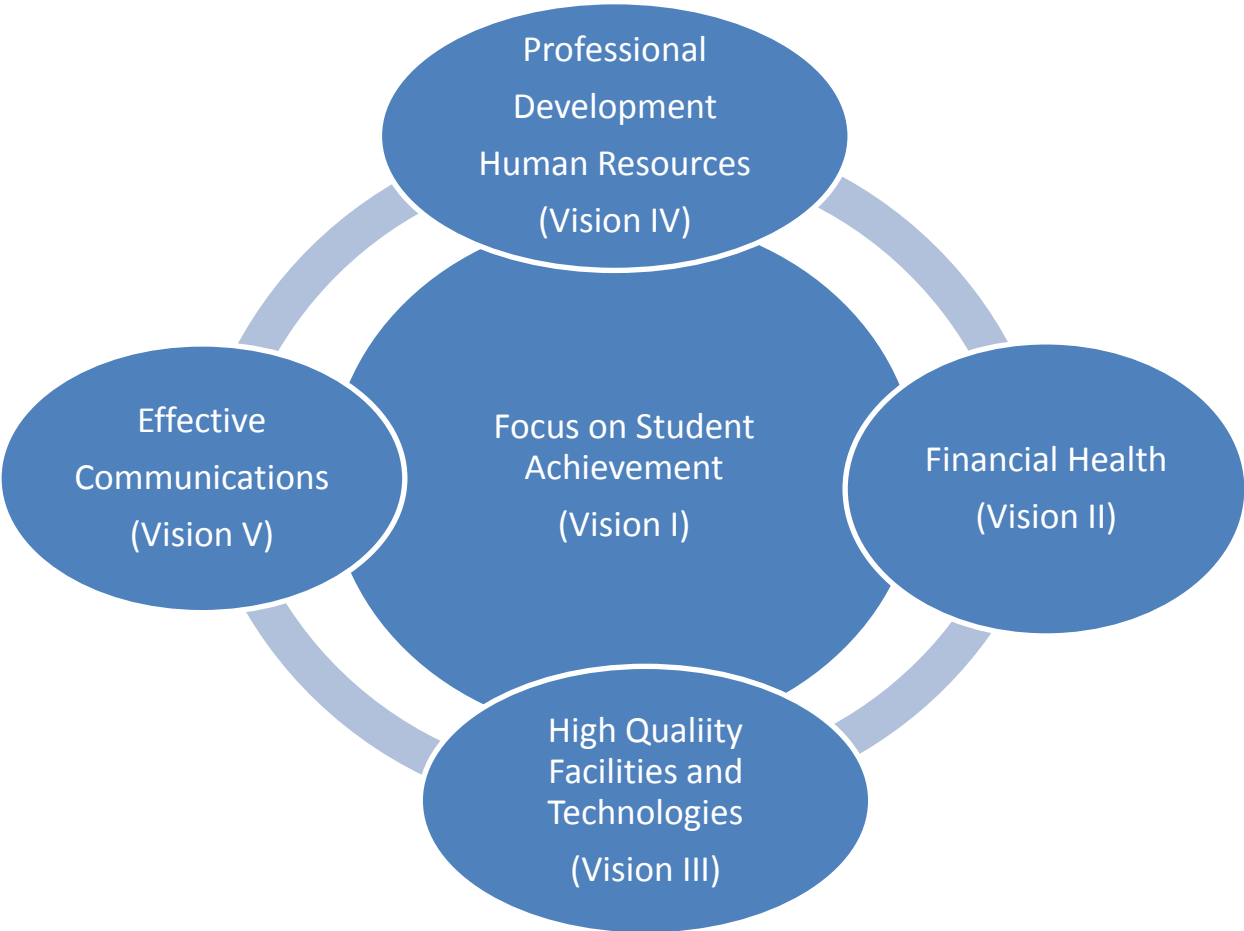 Professional
Development
Human Resources
(Vision IV)
Effective
Communications
(Vision V)
Focus on Student
Achievement
(Vision I)
Financial Health
(Vision II)
High Qualiity
Facilities and
Technologies
(Vision III)